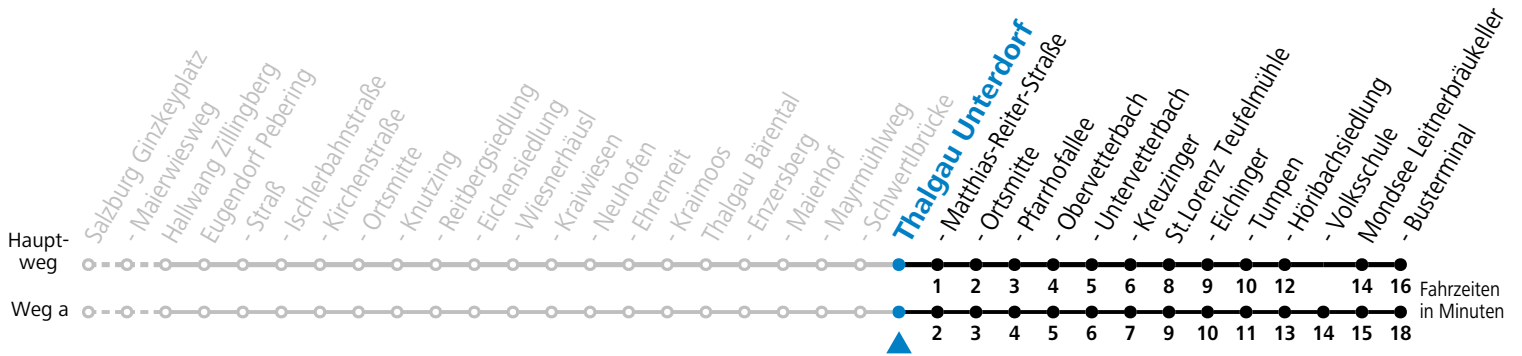 Salzburg Ginzkeyplatz
- Maierwiesweg
Hallwang Zillingberg
Eugendorf Pebering
- Straß
- Ischlerbahnstraße
- Kirchenstraße
- Ortsmitte
- Knutzing
- Reitbergsiedlung
- Eichensiedlung
- Wiesnerhäusl
- Kraiwiesen
- Neuhofen
- Ehrenreit
- Kraimoos
Thalgau Bärental
- Enzersberg
- Maierhof
- Mayrmühlweg
- Schwertlbrücke
Thalgau Unterdorf
- Matthias-Reiter-Straße
- Ortsmitte
- Pfarrhofallee
- Obervetterbach
- Untervetterbach
- Kreuzinger
St.Lorenz Teufelmühle
- Eichinger
- Tumpen
- Höribachsiedlung
- Volksschule
Mondsee Leitnerbräukeller
- Busterminal
Haupt-
weg
1 2 3 4 5 6 8 9 10 12 14 16
Weg a
2 3 4 5 6 7 9 10 11 13 14 15 18
Fahrzeiten
in Minuten